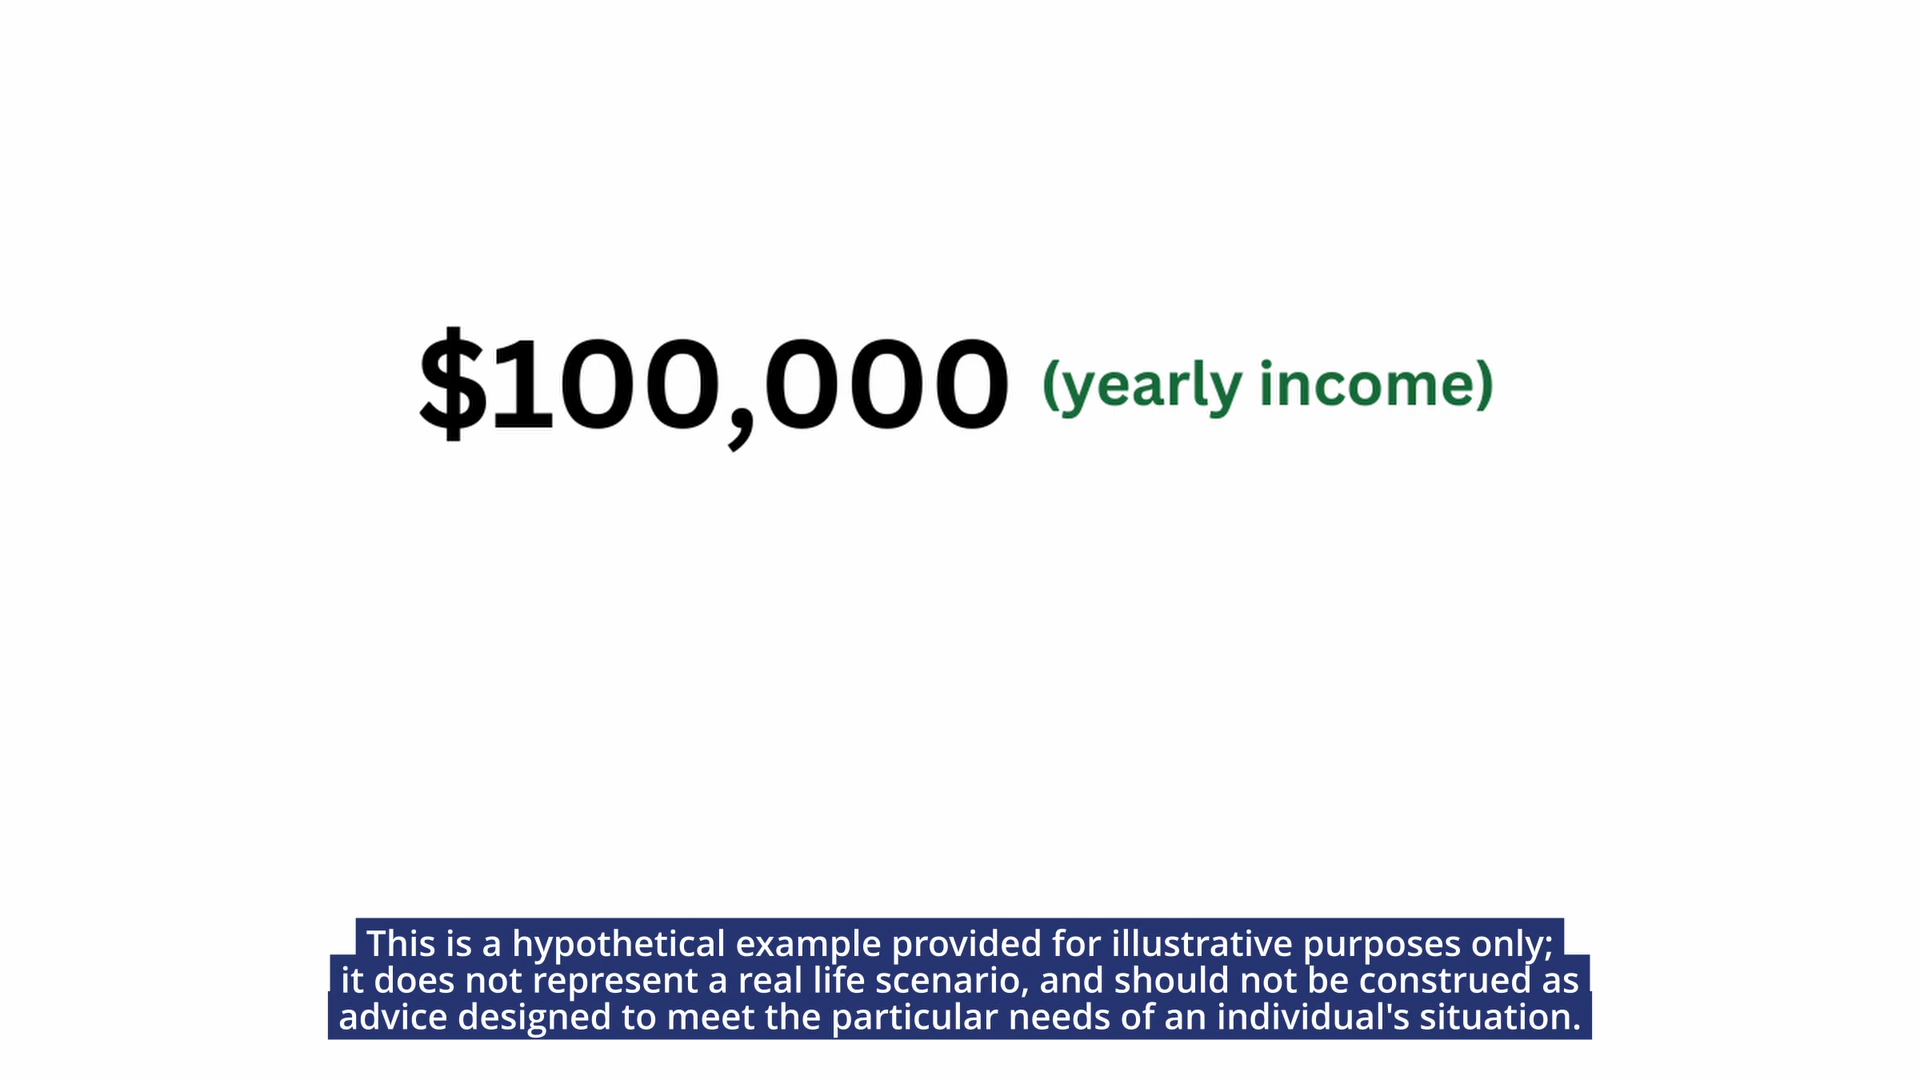 $100,000 (yearly income)
This is a hypothetical example provided for illustrative purposes only;
it does not represent a real life scenario, and should not be construed as
advice designed to meet the particular needs of an individual's situation.